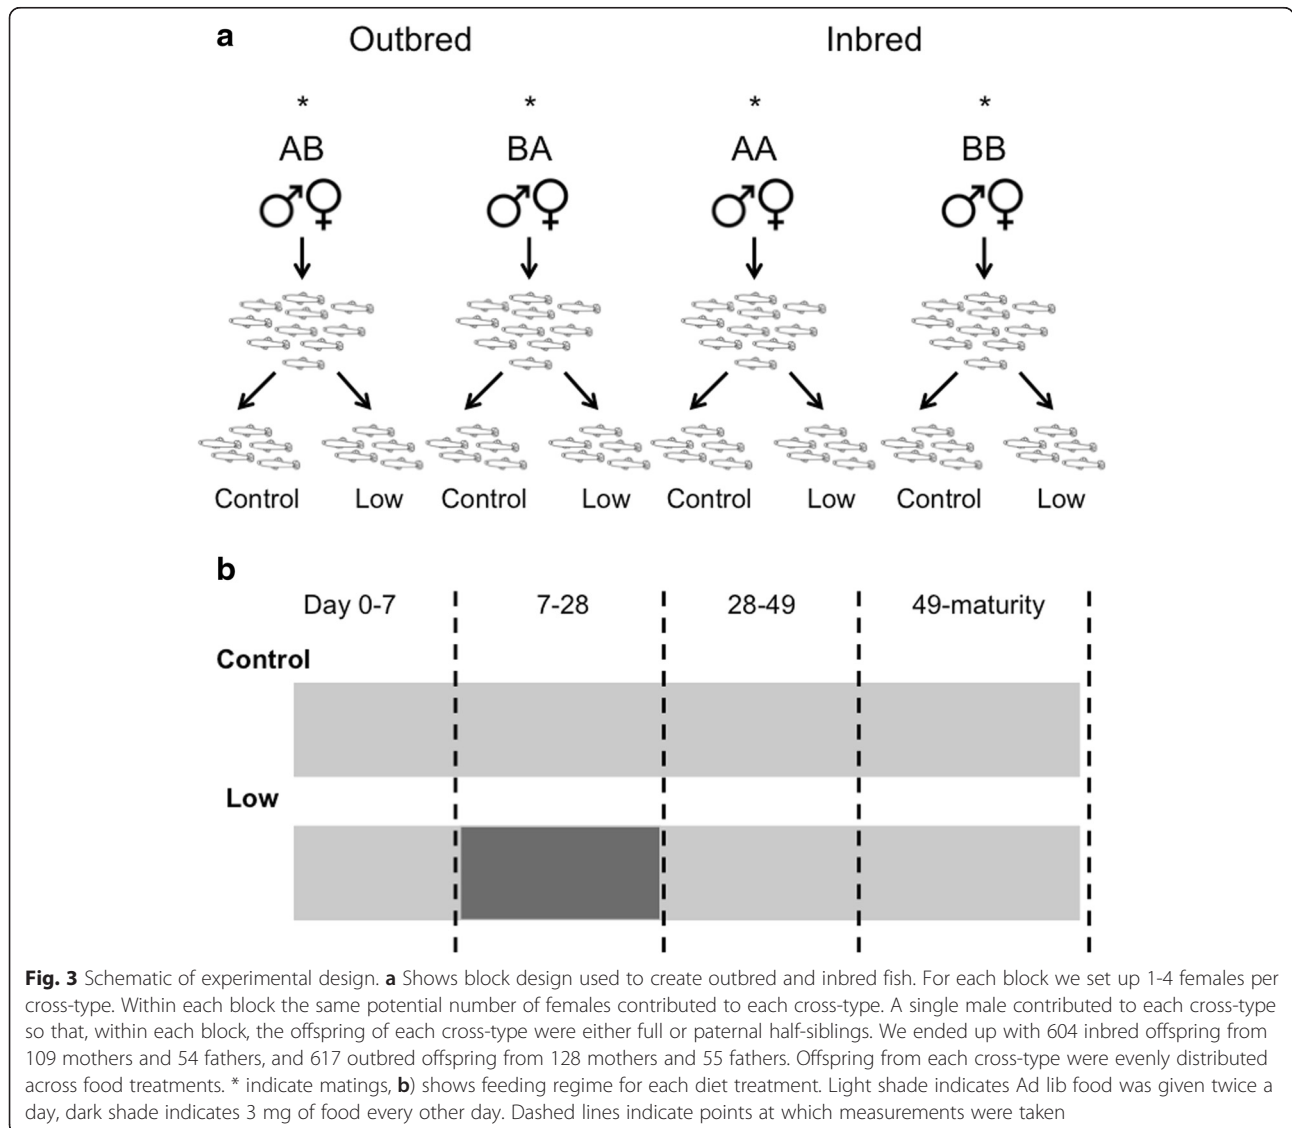 a
Outbred Inbred
* * * *
AB BA AA BB
♂♀ ♂♀ ♂♀ ♂♀
Control Low Control Low Control Low Control Low
b
Day 0-7 7-28 28-49 49-maturity
Control
Low
Fig. 3 Schematic of experimental design. a Shows block design used to create outbred and inbred fish. For each block we set up 1-4 females per
cross-type. Within each block the same potential number of females contributed to each cross-type. A single male contributed to each cross-type
so that, within each block, the offspring of each cross-type were either full or paternal half-siblings. We ended up with 604 inbred offspring from
109 mothers and 54 fathers, and 617 outbred offspring from 128 mothers and 55 fathers. Offspring from each cross-type were evenly distributed
across food treatments. * indicate matings, b) shows feeding regime for each diet treatment. Light shade indicates Ad lib food was given twice a
day, dark shade indicates 3 mg of food every other day. Dashed lines indicate points at which measurements were taken